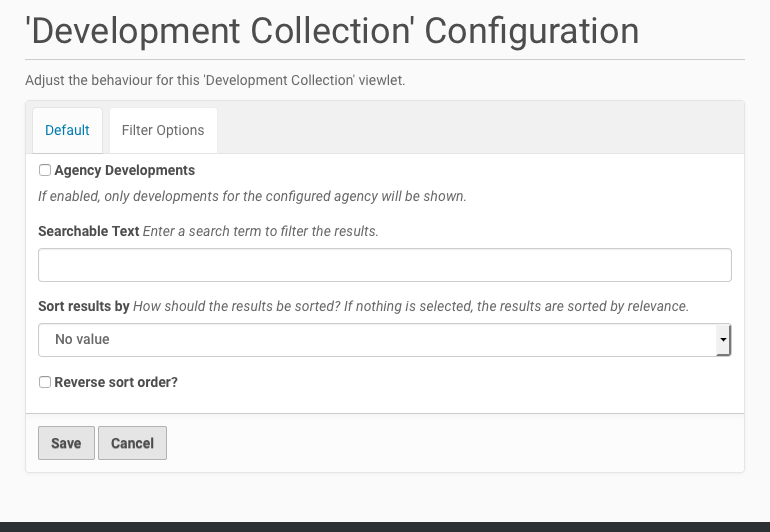 'Development Collection' Configuration
Adjust the behaviour for this 'Development Collection' viewlet.
Default Filter Options
Agency Developments
If enabled, only developments for the configured agency will be shown.
Searchable Text Enter a search term to filter the results.
Sort results by How should the results be sorted? If nothing is selected, the results are sorted by relevance.
No value
Reverse sort order?
Save Cancel